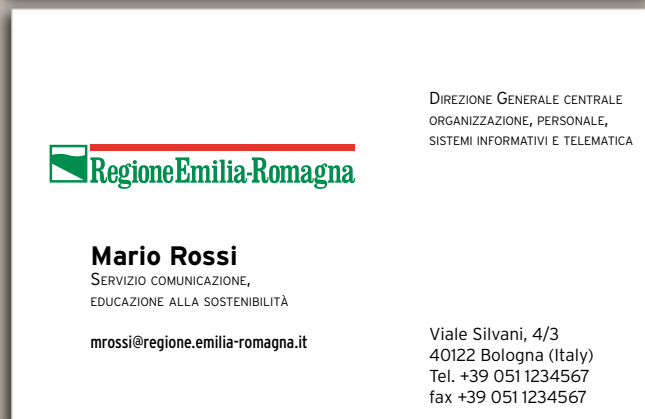 Direzione Generale centrale
organizzazione, personale,
sistemi informativi e telematica
RegioneEmilia-Romagna
Mario Rossi
Servizio comunicazione,
educazione alla sostenibilità
mrossi@regione.emilia-romagna.it
Viale Silvani, 4/3
40122 Bologna (Italy)
Tel. +39 051 1234567
fax +39 051 1234567